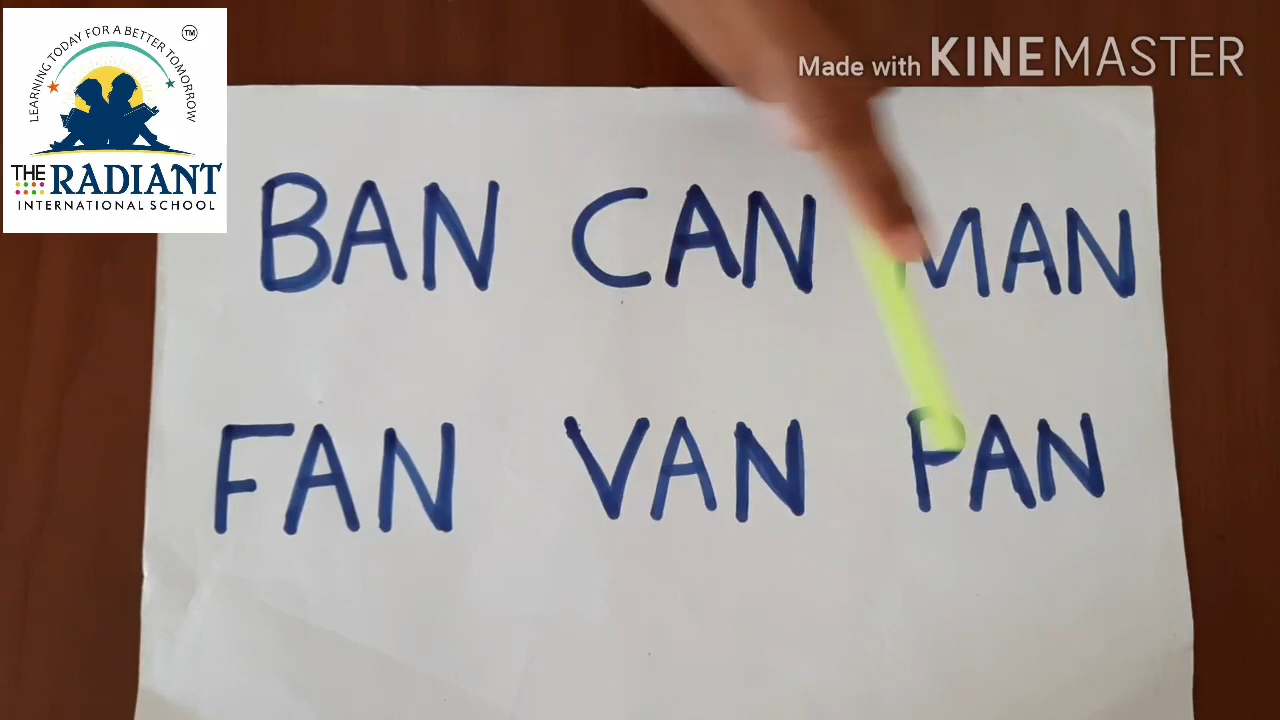 LEARNING TODAY FOR A BETTER TOMORROW
TM
THE RADIANT
INTERNATIONAL SCHOOL
Made with KINEMASTER
BAN CAN MAN
FAN VAN PAN